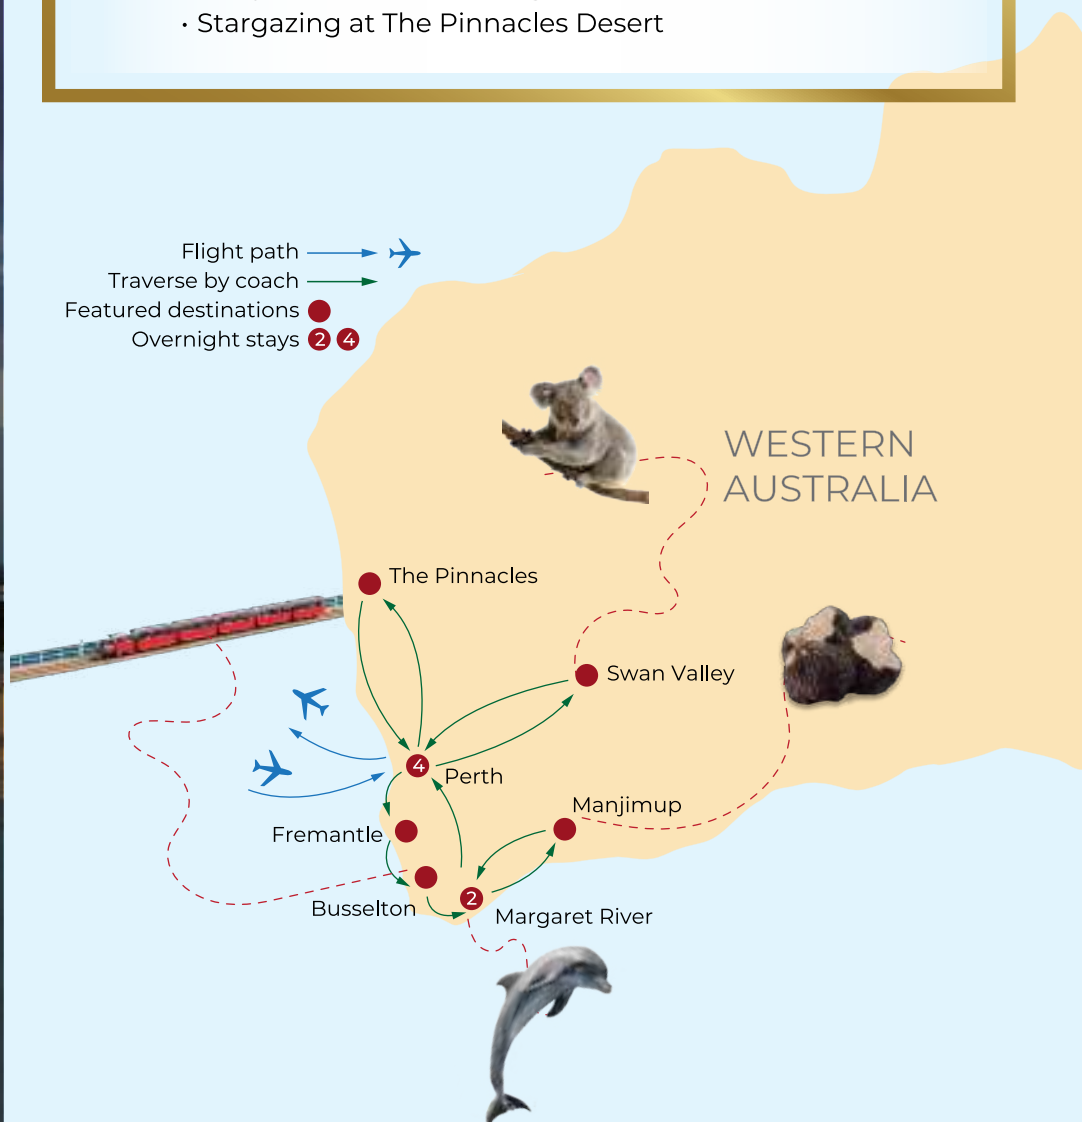 • Stargazing at The Pinnacles Desert
Flight path
Traverse by coach
Featured destinations
Overnight stays 2 4
WESTERN
AUSTRALIA
The Pinnacles
Swan Valley
4
Perth
Manjimup
Fremantle
2
Busselton
Margaret River